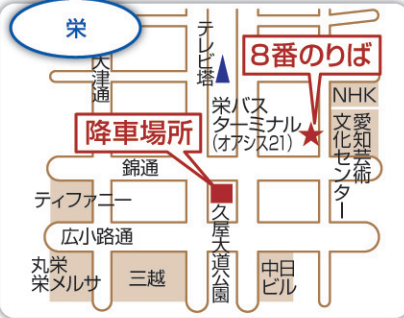 栄
大津通
テレビ塔
8番のりば
NHK
愛知芸術
文化センター
栄バス
ターミナル
(オアシス21)
降車場所
錦通
ティファニー
久屋大道公園
広小路通
丸栄
栄メルサ
三越
中日
ビル